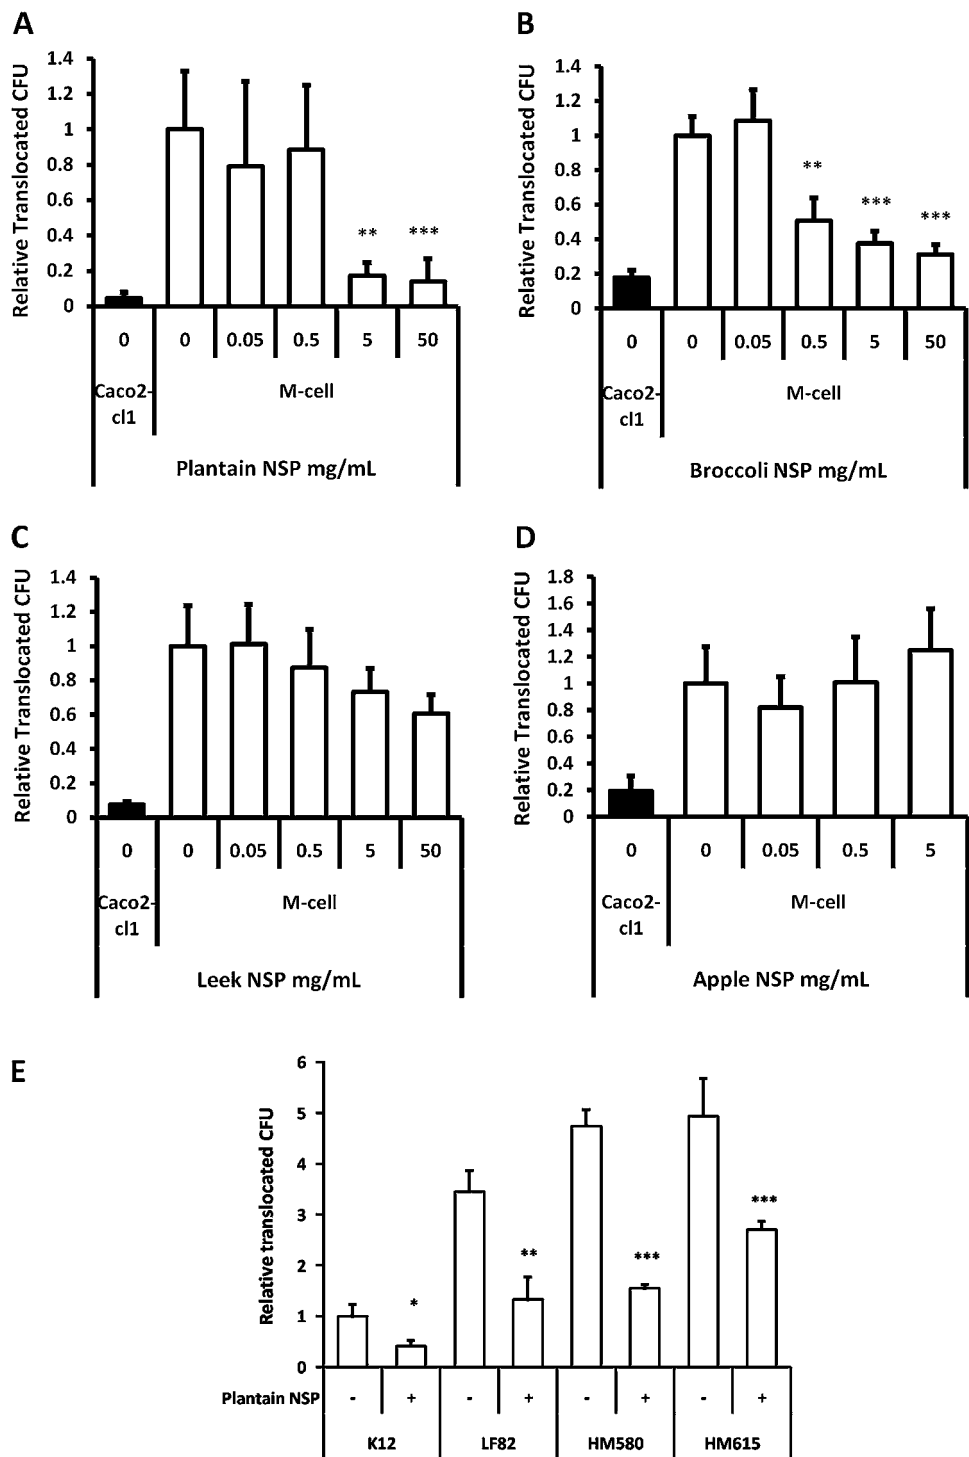 A
Relative Translocated CFU
1.4
1.2
1
0.8
0.6
0.4
0.2
0
** ***
0 0 0.05 0.5 5 50
Caco2-cl1 M-cell
Plantain NSP mg/mL
B
Relative Translocated CFU
1.4
1.2
1
0.8
0.6
0.4
0.2
0
** *** ***
0 0 0.05 0.5 5 50
Caco2-cl1 M-cell
Broccoli NSP mg/mL
C
Relative Translocated CFU
1.4
1.2
1
0.8
0.6
0.4
0.2
0
0 0 0.05 0.5 5 50
Caco2-cl1 M-cell
Leek NSP mg/mL
D
Relative Translocated CFU
1.8
1.6
1.4
1.2
1
0.8
0.6
0.4
0.2
0
0 0 0.05 0.5 5
Caco2-cl1 M-cell
Apple NSP mg/mL
E
Relative translocated CFU
6
5
4
3
2
1
0
* ** *** ***
Plantain NSP - + - + - + - +
K12 LF82 HM580 HM615